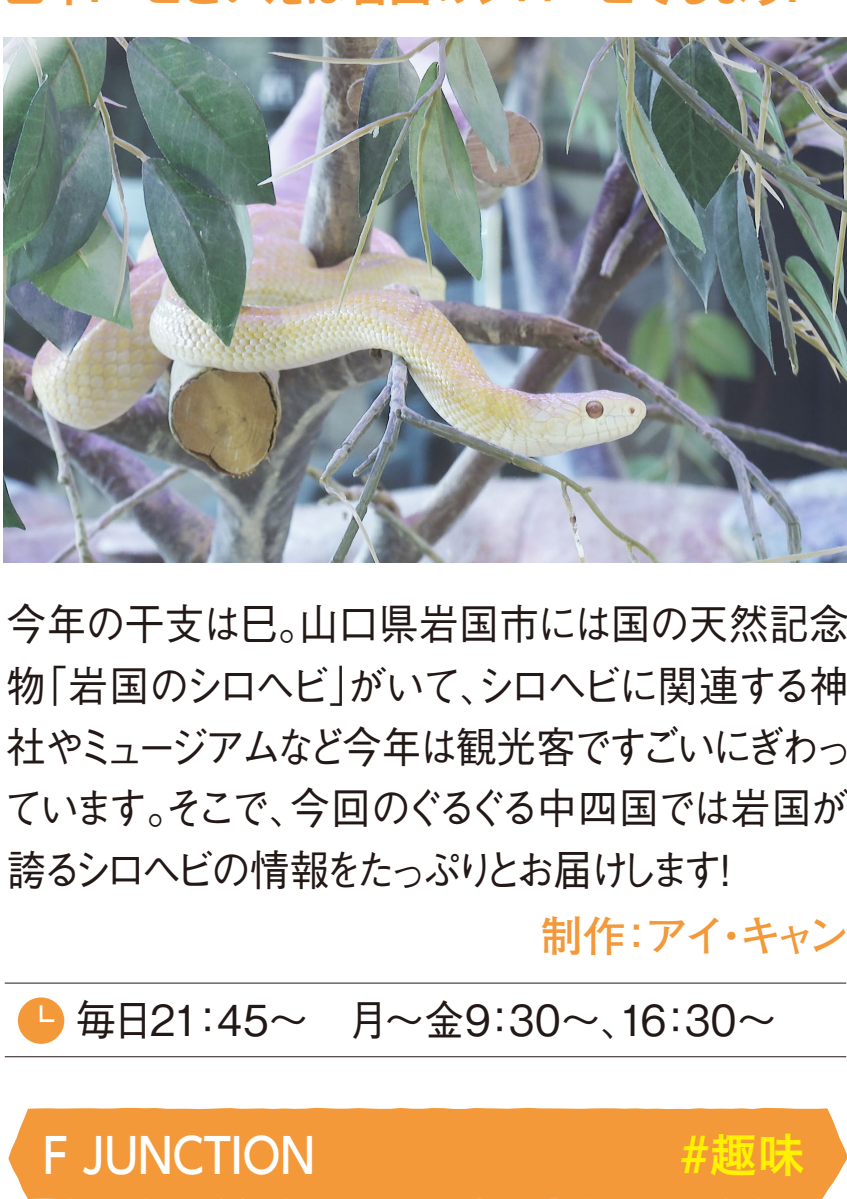 今年の干支は巳。山口県岩国市には国の天然記念
物「岩国のシロヘビ」がいて、シロヘビに関連する神
社やミュージアムなど今年は観光客ですごいにぎわっ
ています。そこで、今回のぐるぐる中四国では岩国が
誇るシロヘビの情報をたっぷりとお届けします!
制作：アイ・キャン
毎日21：45〜　月〜金9：30〜、16：30〜
F JUNCTION #趣味